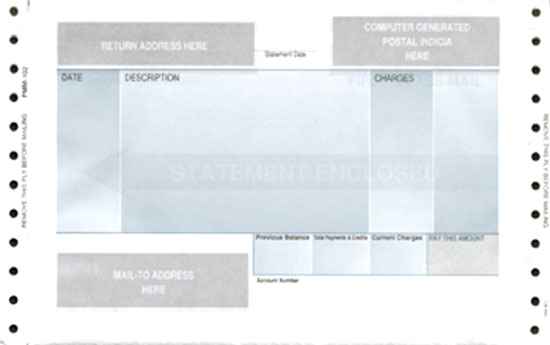 RETURN ADDRESS HERE
COMPUTER GENERATED
POSTAL INDICIA
HERE
Statement Date
DATE
DESCRIPTION
CHARGES
FIRST CLASS MAIL
STATEMENT ENCLOSED
Previous Balance
Total Payments & Credits
Current Charges
PAY THIS AMOUNT
MAIL-TO ADDRESS
HERE
Account Number
PMM-102
REMOVE THIS PLY BEFORE MAILING
REMOVE THIS PLY BEFORE MAILING